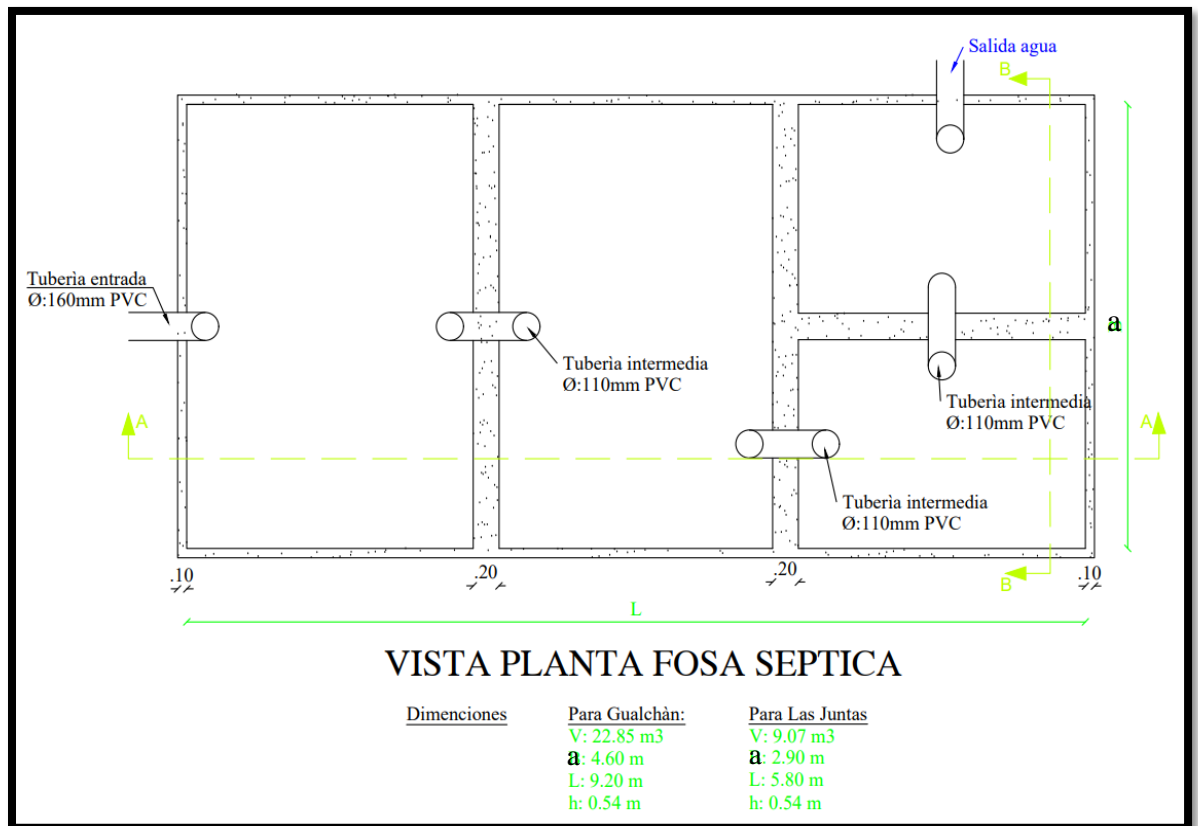 Salida agua
B
Tuberìa entrada
Ø:160mm PVC
a
Tuberìa intermedia
Ø:110mm PVC
Tuberìa intermedia
Ø:110mm PVC
A
A
Tuberìa intermedia
Ø:110mm PVC
.10
.20
.20
.10
B
L
VISTA PLANTA FOSA SEPTICA
Dimenciones
Para Gualchàn:
V: 22.85 m3
a: 4.60 m
L: 9.20 m
h: 0.54 m
Para Las Juntas
V: 9.07 m3
a: 2.90 m
L: 5.80 m
h: 0.54 m